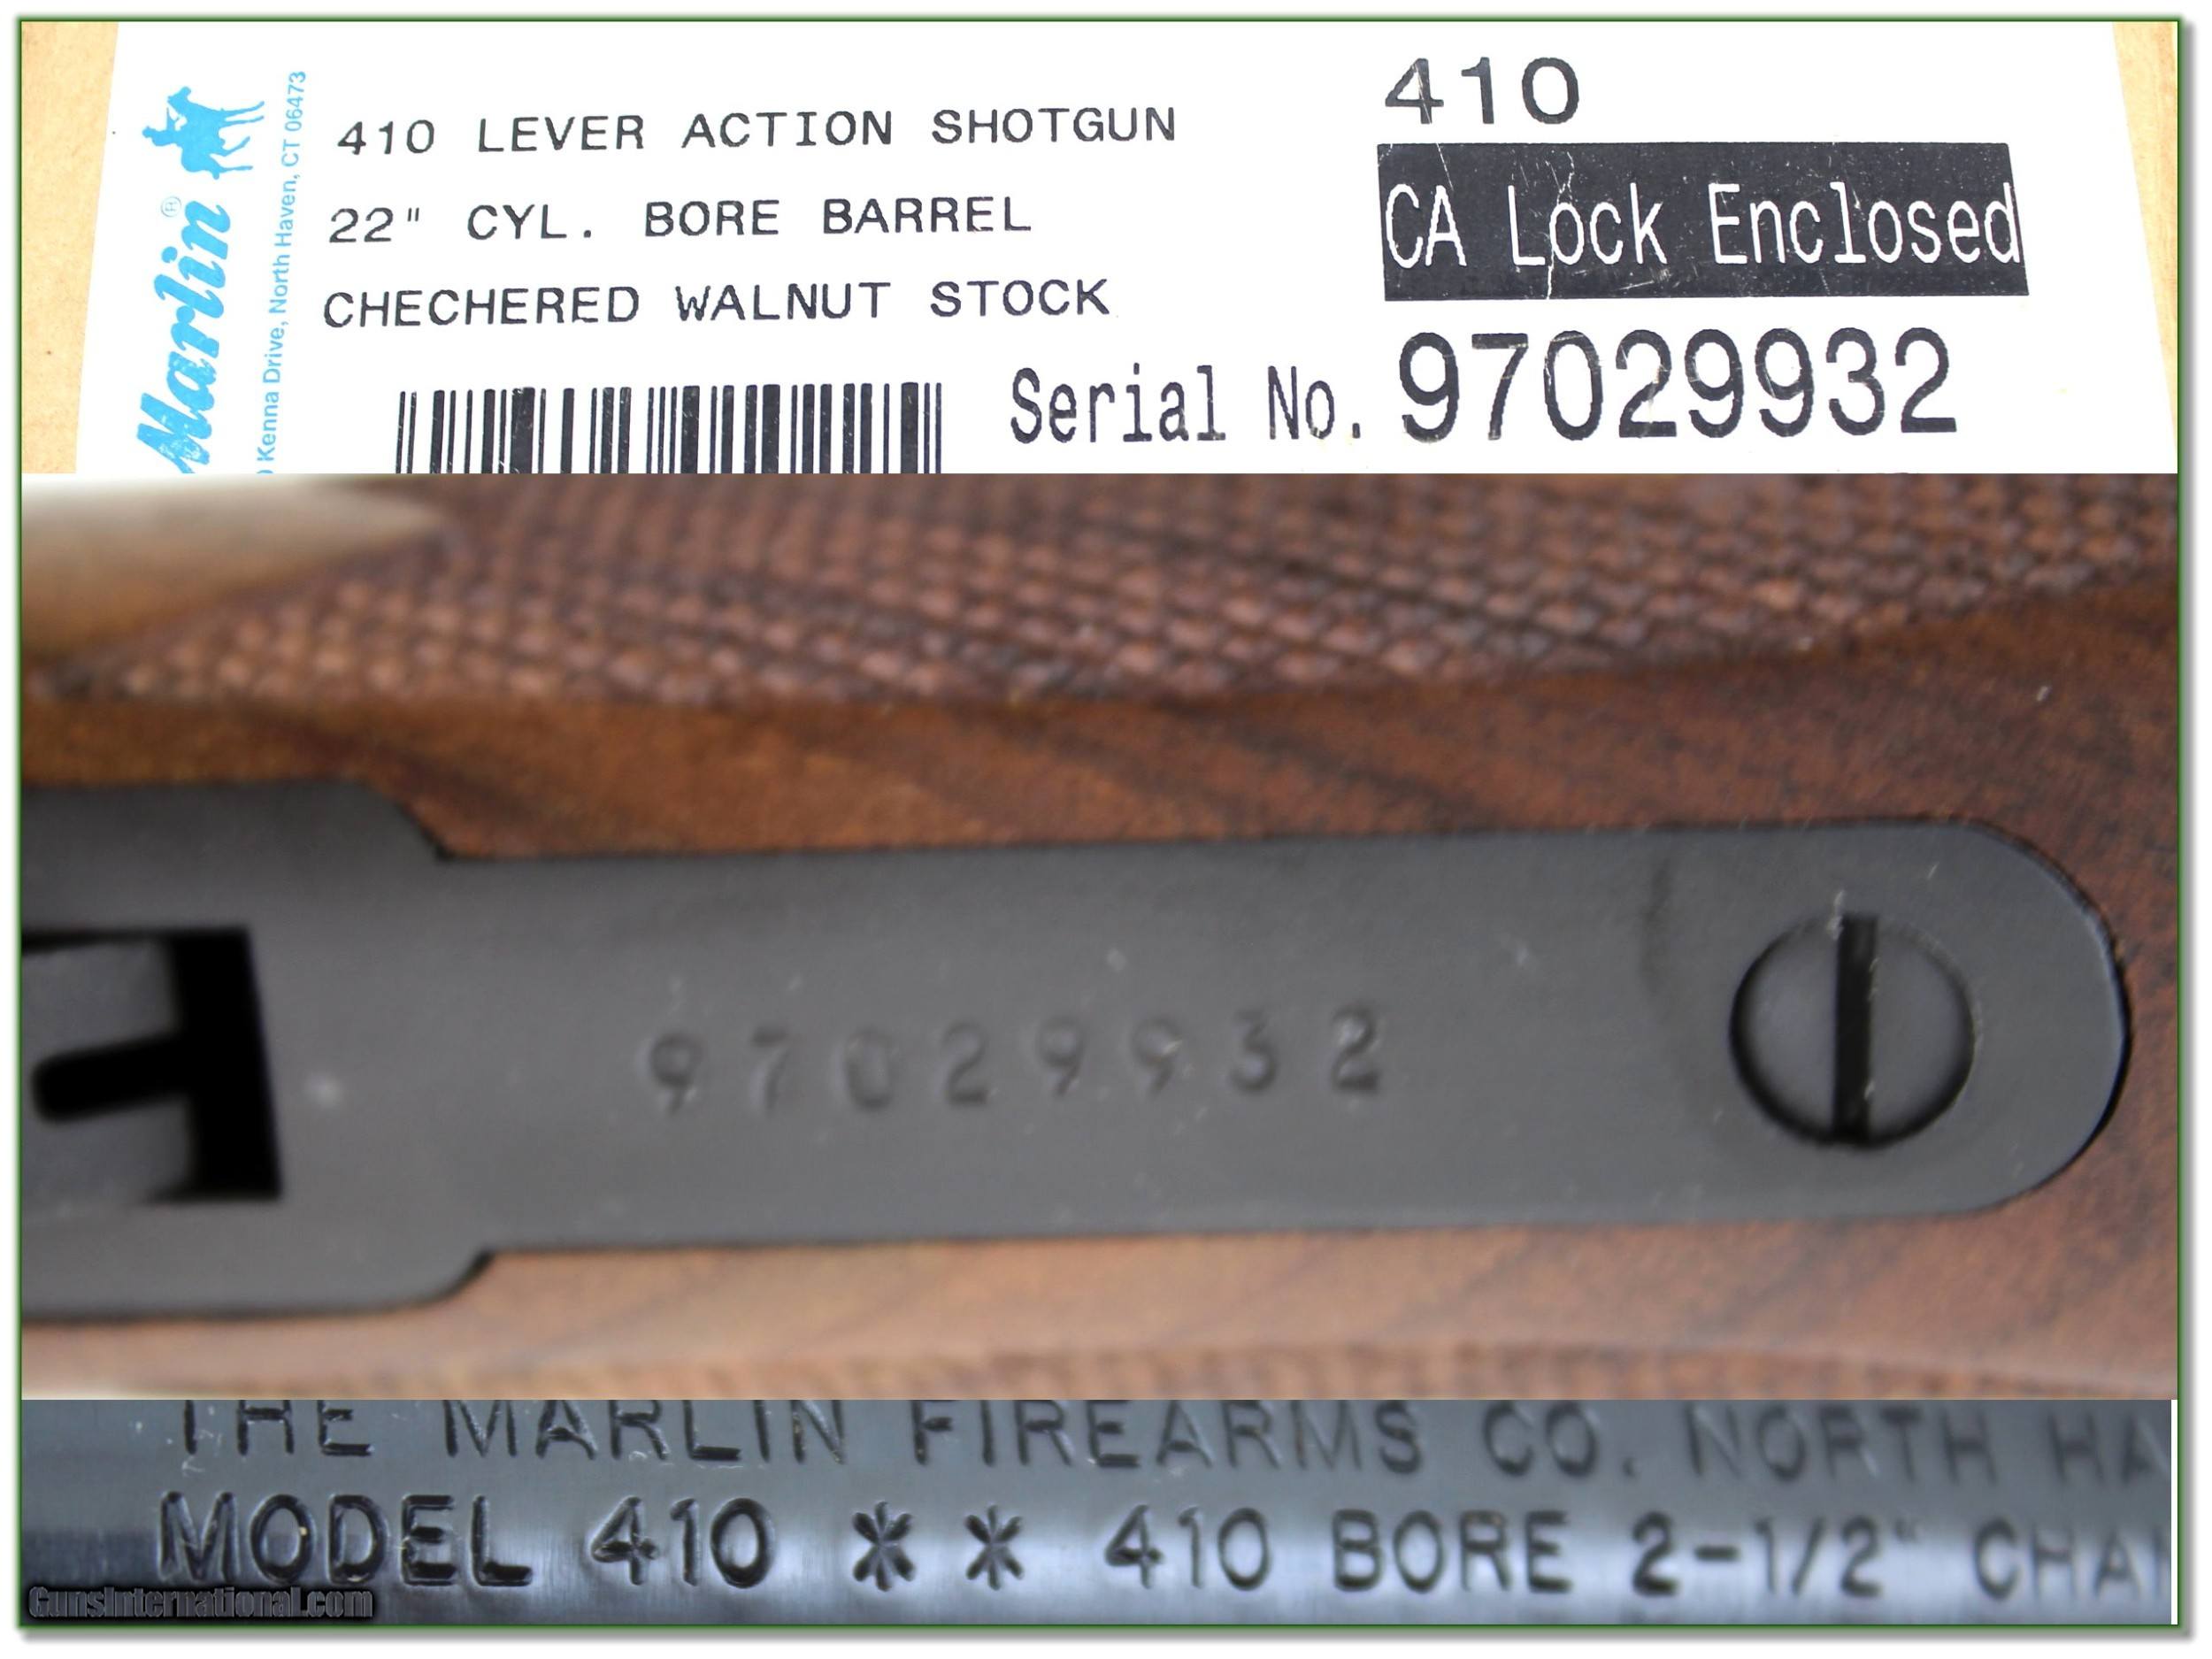 Marlin®
Kenna Drive, North Haven, CT 06473
410 LEVER ACTION SHOTGUN
22" CYL. BORE BARREL
CHECHERED WALNUT STOCK
410
CA Lock Enclosed
Serial No. 97029932
97029932
THE MARLIN FIREARMS CO. NORTH HA
MODEL 410 ** 410 BORE 2-1/2" CHA
GunsInternational.com